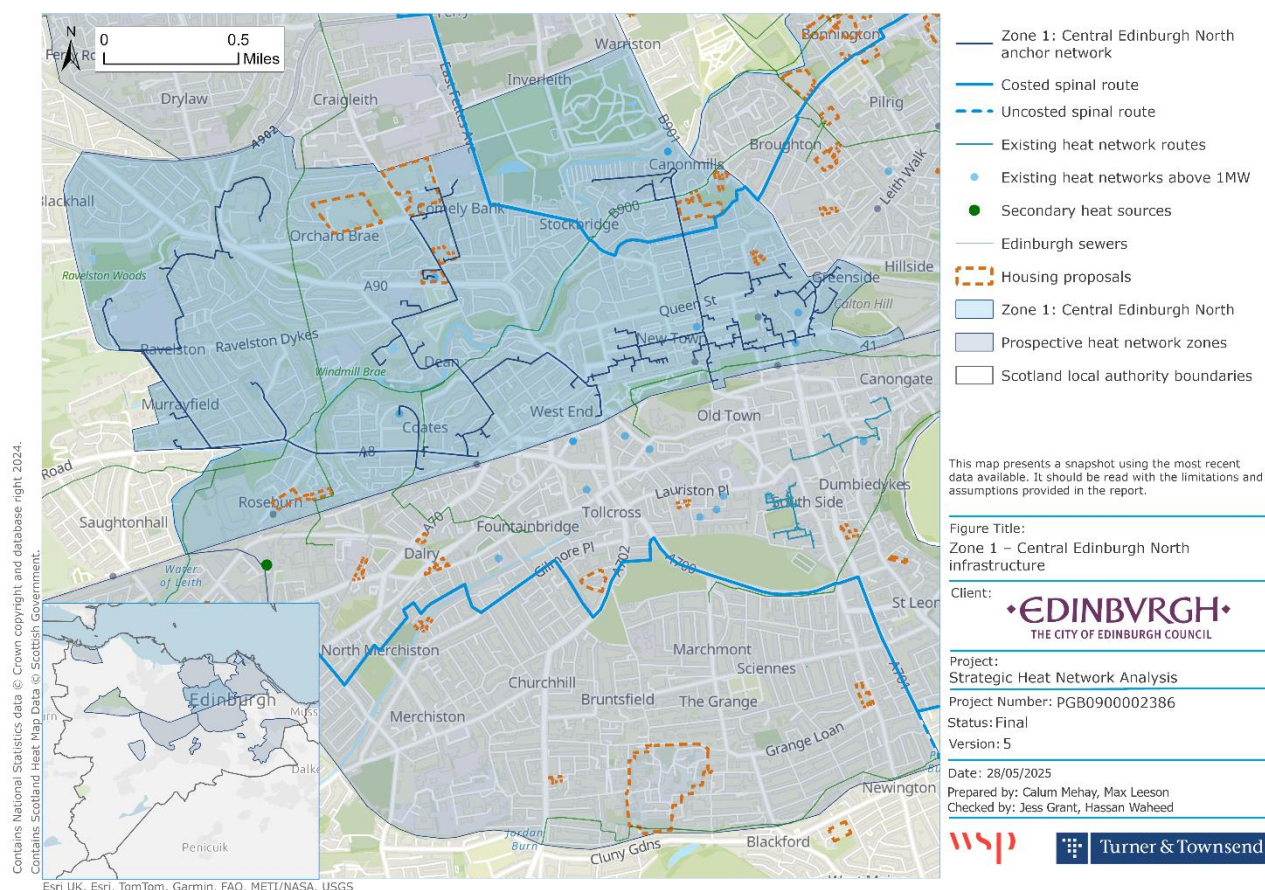 N
0
0.5
Miles
Drylaw
Craigleith
Inverleith
Warriston
Bonnington
Pilrig
A902
East Fettes Ave
B901
Canonmills
Broughton
Leith Walk
Blackhall
Comely Bank
Orchard Brae
Stockbridge
B900
Ravelston Woods
A90
Hillside
Greenside
Calton Hill
Queen St
New Town
Ravelston
Ravelston Dykes
Dean
A1
Windmill Brae
Canongate
Murrayfield
West End
Old Town
Coates
A8
Road
Roseburn
Lauriston Pl
Dumbiedykes
South Side
Saughtonhall
Tollcross
Fountainbridge
A70
Dalry
Gilmore Pl
A702
A700
Water
of Leith
St Leon
North Merchiston
Marchmont
Sciennes
Churchhill
Bruntsfield
The Grange
A701
Merchiston
Grange Loan
Newington
Jordan
Burn
Cluny Gdns
Blackford
Edinburgh
Muss
Dalke
Penicuik
Zone 1: Central Edinburgh North
anchor network
Costed spinal route
Uncosted spinal route
Existing heat network routes
Existing heat networks above 1MW
Secondary heat sources
Edinburgh sewers
Housing proposals
Zone 1: Central Edinburgh North
Prospective heat network zones
Scotland local authority boundaries
This map presents a snapshot using the most recent
data available. It should be read with the limitations and
assumptions provided in the report.
Figure Title:
Zone 1 – Central Edinburgh North
infrastructure
Client:
•EDINBVRGH•
THE CITY OF EDINBURGH COUNCIL
Project:
Strategic Heat Network Analysis
Project Number: PGB0900002386
Status: Final
Version: 5
Date: 28/05/2025
Prepared by: Calum Mehay, Max Leeson
Checked by: Jess Grant, Hassan Waheed
wsp
Turner & Townsend
Contains National Statistics data © Crown copyright and database right 2024.
Contains Scotland Heat Map Data © Scottish Government.
Esri UK, Esri, TomTom, Garmin, FAO, METI/NASA, USGS